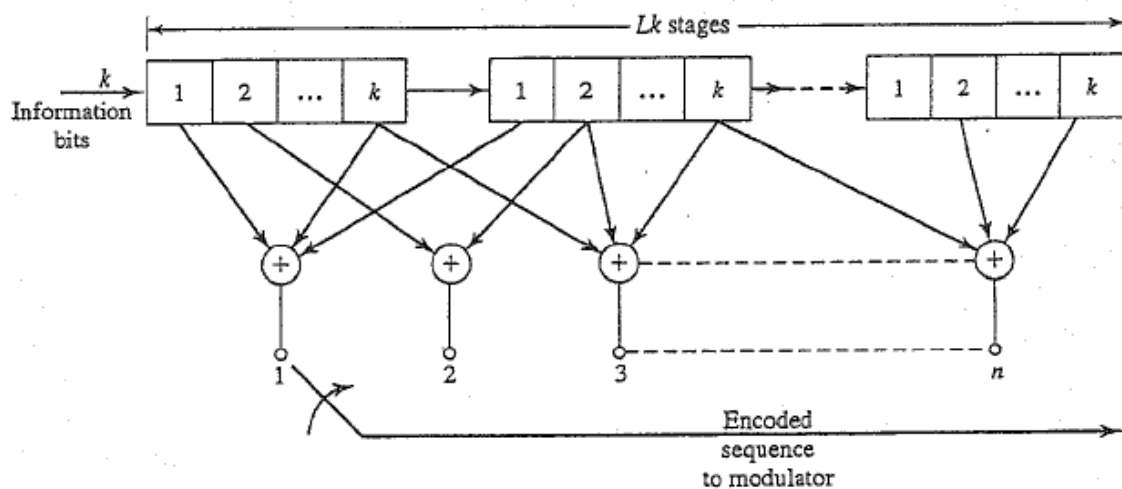 Lk stages
k
Information
bits
1 2 ... k
1 2 ... k
1 2 ... k
+ + + +
1 2 3 n
Encoded
sequence
to modulator